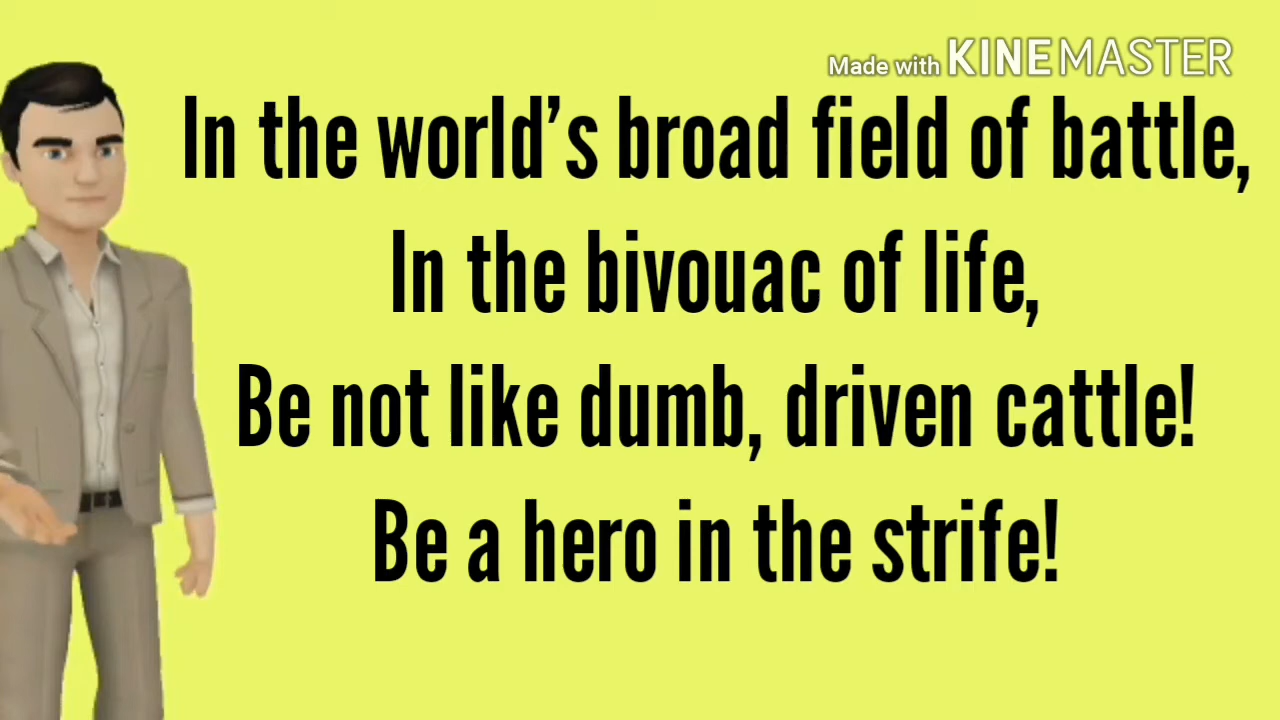 Made with KINEMASTER
In the world’s broad field of battle,
In the bivouac of life,
Be not like dumb, driven cattle!
Be a hero in the strife!